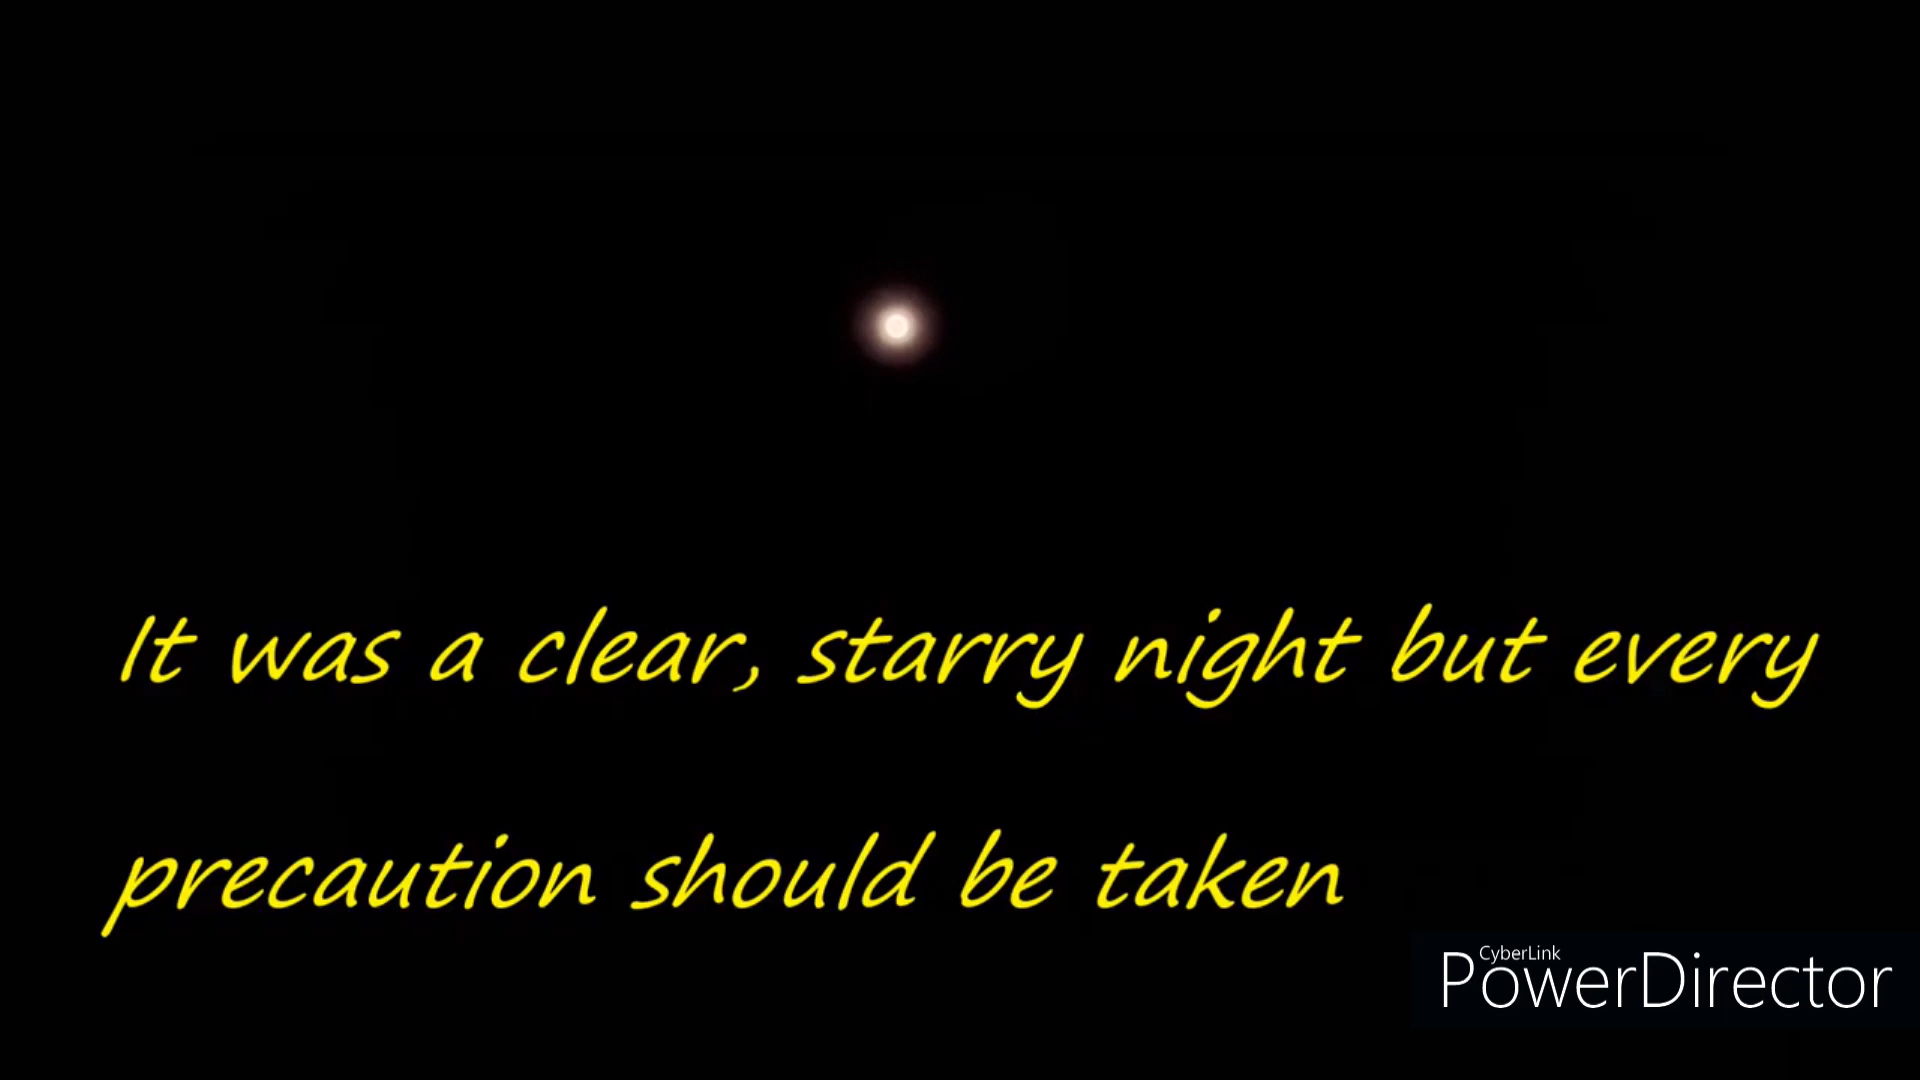 It was a clear, starry night but every
precaution should be taken
CyberLink
PowerDirector